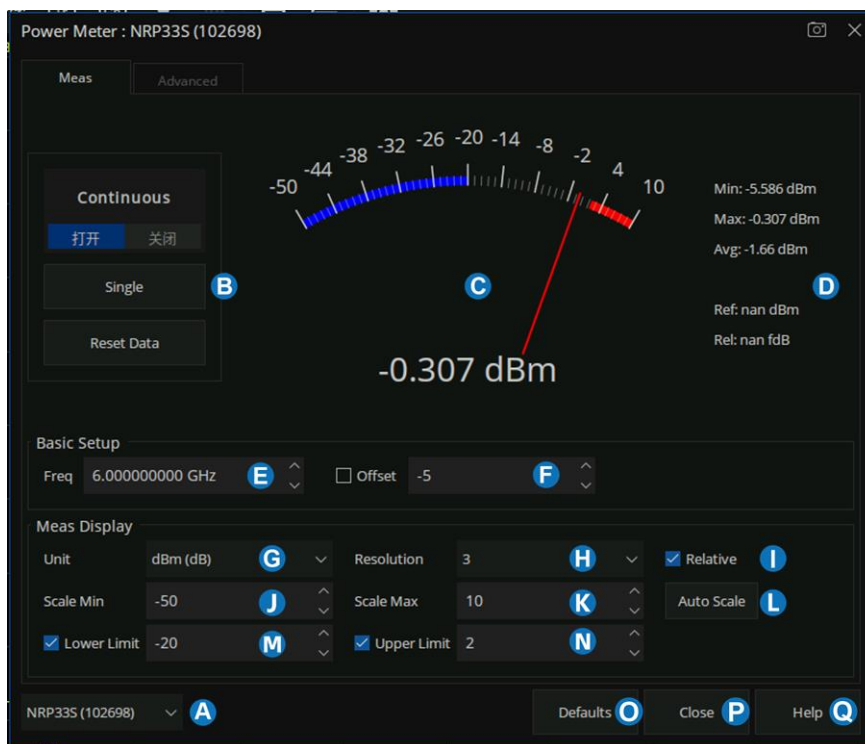 Power Meter : NRP33S (102698)
Meas Advanced
-50 -44 -38 -32 -26 -20 -14 -8 -2 4 10
Continuous
打开 关闭
Single B
Reset Data
C
-0.307 dBm
Min: -5.586 dBm
Max: -0.307 dBm
Avg: -1.66 dBm
D
Ref: nan dBm
Rel: nan fdB
Basic Setup
Freq 6.000000000 GHz E Offset -5 F
Meas Display
Unit dBm (dB) G Resolution 3 H Relative I
Scale Min -50 J Scale Max 10 K Auto Scale L
Lower Limit -20 M Upper Limit 2 N
NRP33S (102698) A Defaults O Close P Help Q